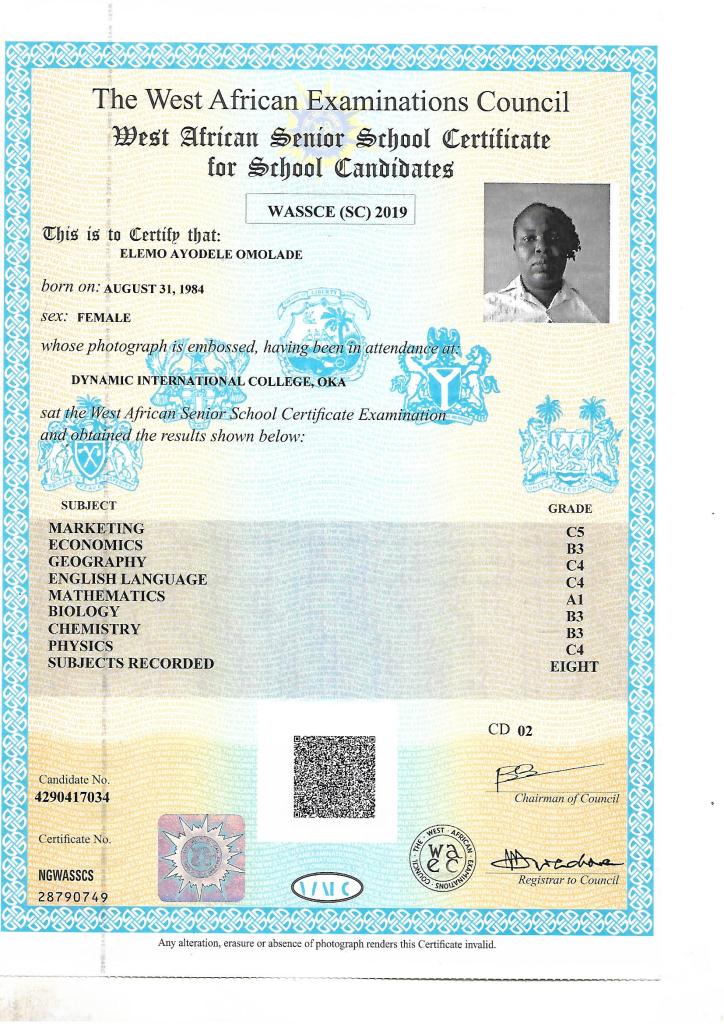 The West African Examinations Council
West African Senior School Certificate
for School Candidates
WASSCE (SC) 2019
This is to Certify that:
ELEMO AYODELE OMOLADE
born on: AUGUST 31, 1984
sex: FEMALE
whose photograph is embossed, having been in attendance at:
DYNAMIC INTERNATIONAL COLLEGE, OKA
sat the West African Senior School Certificate Examination
and obtained the results shown below:
SUBJECT GRADE
MARKETING C5
ECONOMICS B3
GEOGRAPHY C4
ENGLISH LANGUAGE C4
MATHEMATICS A1
BIOLOGY B3
CHEMISTRY B3
PHYSICS C4
SUBJECTS RECORDED EIGHT
CD 02
Chairman of Council
Candidate No.
4290417034
Certificate No.
NGWASSCS
28790749
WAEC
THE · WEST · AFRICAN · EXAMINATIONS · COUNCIL
waec
Registrar to Council
Any alteration, erasure or absence of photograph renders this Certificate invalid.